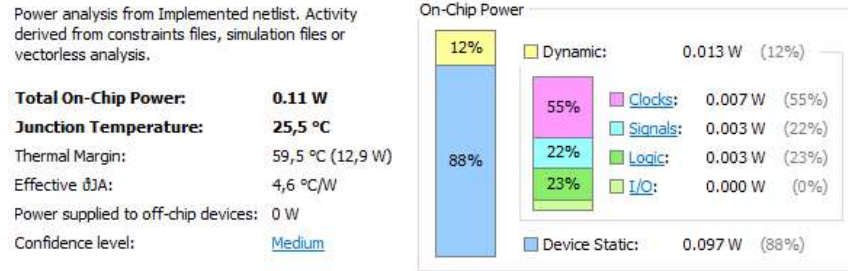 Power analysis from Implemented netlist. Activity
derived from constraints files, simulation files or
vectorless analysis.
Total On-Chip Power: 0.11 W
Junction Temperature: 25,5 °C
Thermal Margin: 59,5 °C (12,9 W)
Effective ϑJA: 4,6 °C/W
Power supplied to off-chip devices: 0 W
Confidence level: Medium
On-Chip Power
12%
88%
Dynamic: 0.013 W (12%)
55%
22%
23%
Clocks: 0.007 W (55%)
Signals: 0.003 W (22%)
Logic: 0.003 W (23%)
I/O: 0.000 W (0%)
Device Static: 0.097 W (88%)